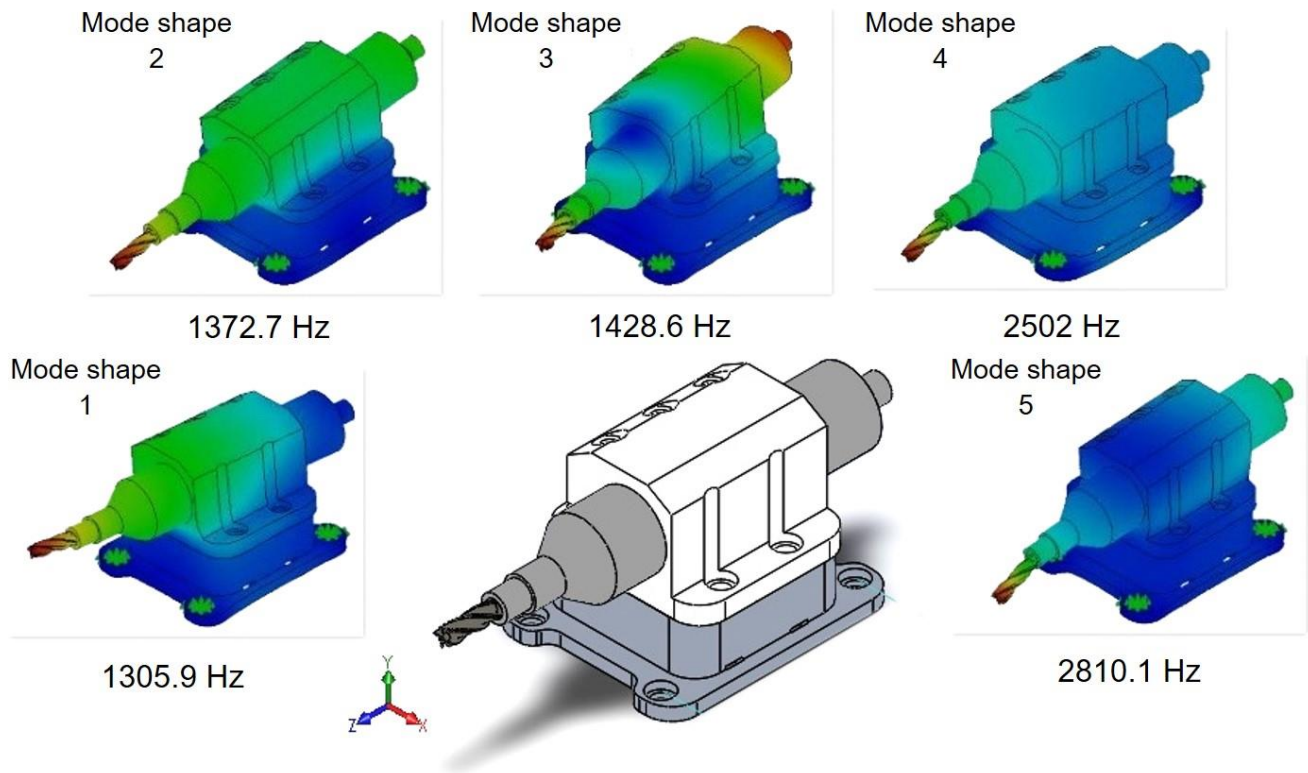 Mode shape
2
Mode shape
3
Mode shape
4
1372.7 Hz
1428.6 Hz
2502 Hz
Mode shape
1
Mode shape
5
1305.9 Hz
2810.1 Hz
Y
Z
X